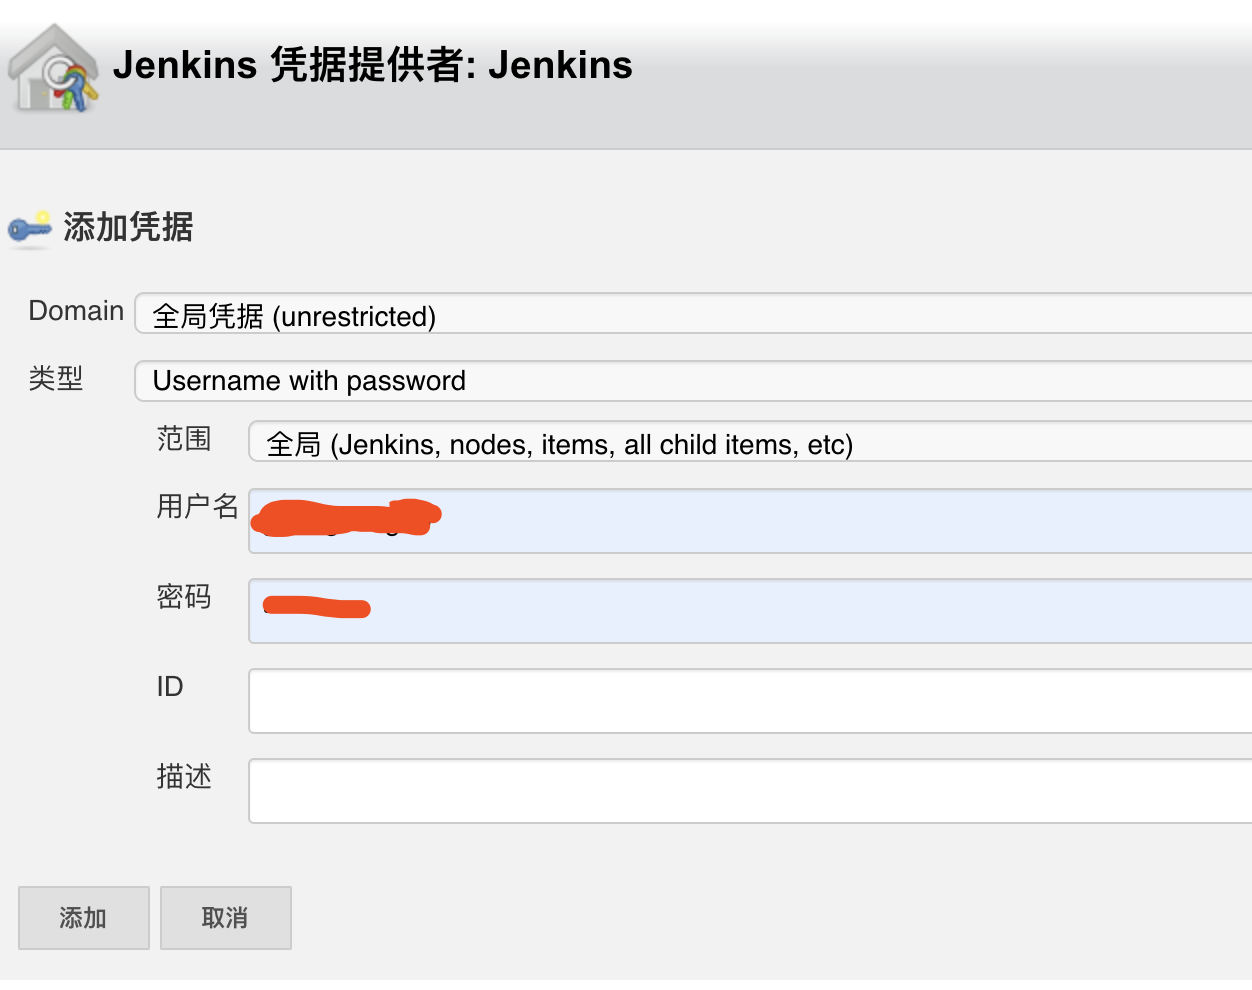 Jenkins 凭据提供者: Jenkins
添加凭据
Domain 全局凭据 (unrestricted)
类型 Username with password
范围 全局 (Jenkins, nodes, items, all child items, etc)
用户名
密码
ID
描述
添加 取消